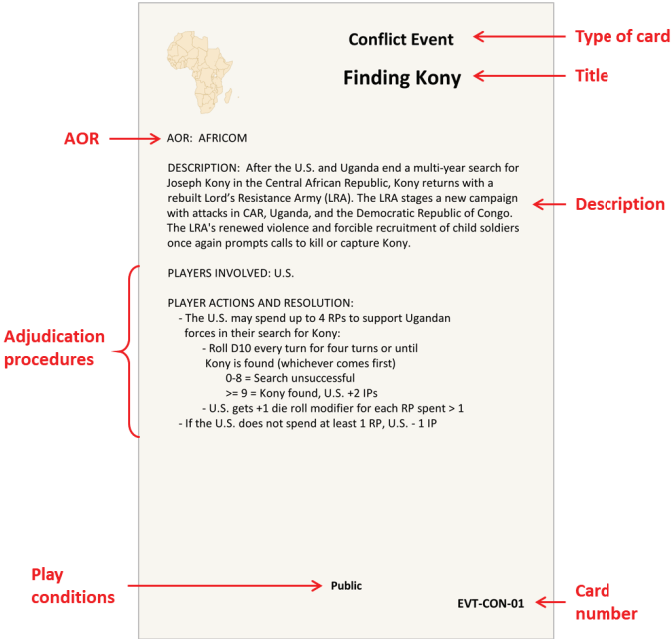 Conflict Event
Type of card
Finding Kony
Title
AOR
AOR: AFRICOM
DESCRIPTION: After the U.S. and Uganda end a multi-year search for
Joseph Kony in the Central African Republic, Kony returns with a
rebuilt Lord's Resistance Army (LRA). The LRA stages a new campaign
with attacks in CAR, Uganda, and the Democratic Republic of Congo.
The LRA's renewed violence and forcible recruitment of child soldiers
once again prompts calls to kill or capture Kony.
Description
PLAYERS INVOLVED: U.S.
PLAYER ACTIONS AND RESOLUTION:
- The U.S. may spend up to 4 RPs to support Ugandan
forces in their search for Kony:
- Roll D10 every turn for four turns or until
Kony is found (whichever comes first)
0-8 = Search unsuccessful
>= 9 = Kony found, U.S. +2 IPs
- U.S. gets +1 die roll modifier for each RP spent > 1
- If the U.S. does not spend at least 1 RP, U.S. - 1 IP
Adjudication
procedures
Play
conditions
Public
EVT-CON-01
Card
number